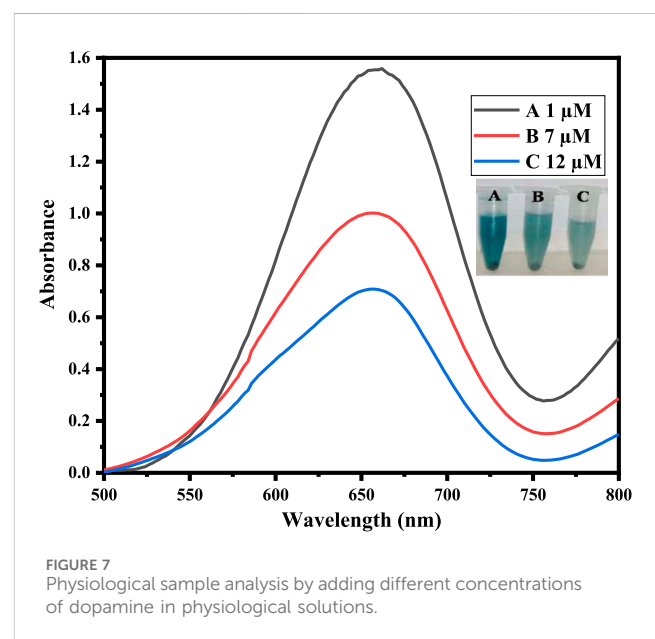 1.6
1.4
1.2
1.0
0.8
0.6
0.4
0.2
0.0
Absorbance
A 1 μM
B 7 μM
C 12 μM
A B C
500 550 600 650 700 750 800
Wavelength (nm)
FIGURE 7
Physiological sample analysis by adding different concentrations
of dopamine in physiological solutions.